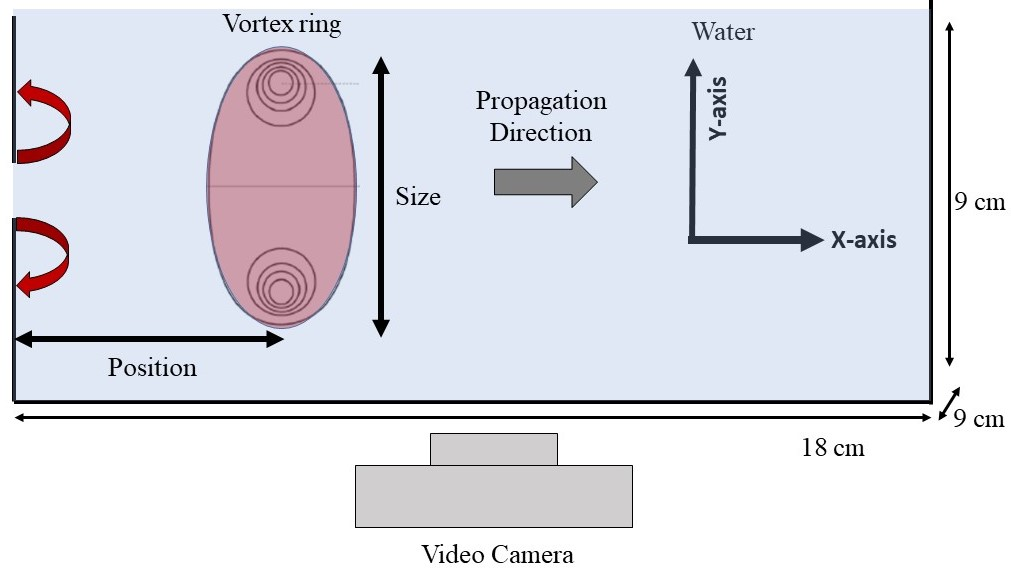 Vortex ring
Water
Propagation
Direction
Y-axis
Size
9 cm
X-axis
Position
9 cm
18 cm
Video Camera